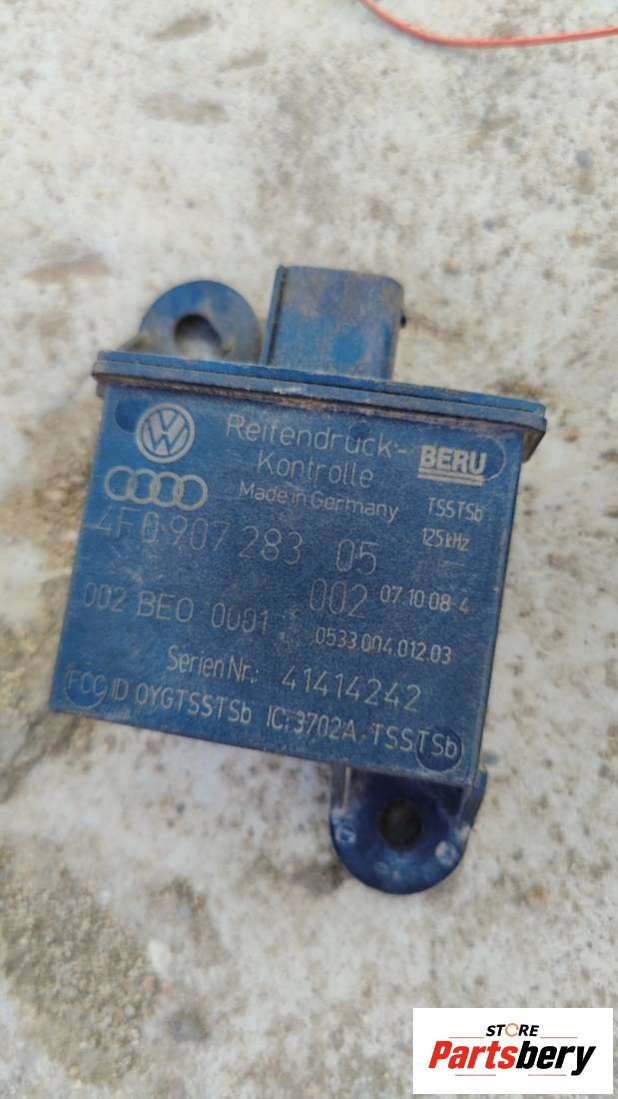 Reifendruck-
Kontrolle
BERU
Made in Germany
TSSTSb
125kHz
4F0 907 283 05
002 07.10.08 4
002 BE0 0001
0533.004.012.03
Serien Nr.: 41414242
FCC ID OYGTSSTSb IC: 3702A-TSSTSb
STORE
Partsbery